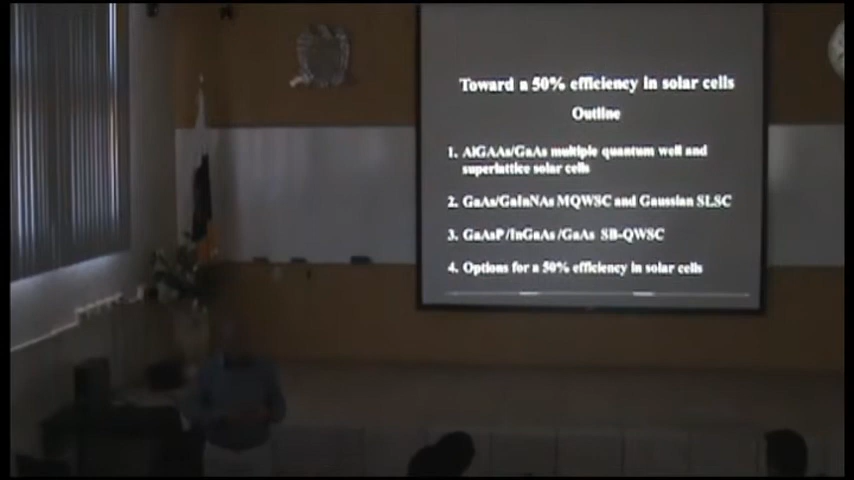 Toward a 50% efficiency in solar cells
Outline
1. AlGAAs/GaAs multiple quantum well and
superlattice solar cells
2. GaAs/GaInNAs MQWSC and Gaussian SLSC
3. GaAsP/InGaAs/GaAs SB-QWSC
4. Options for a 50% efficiency in solar cells